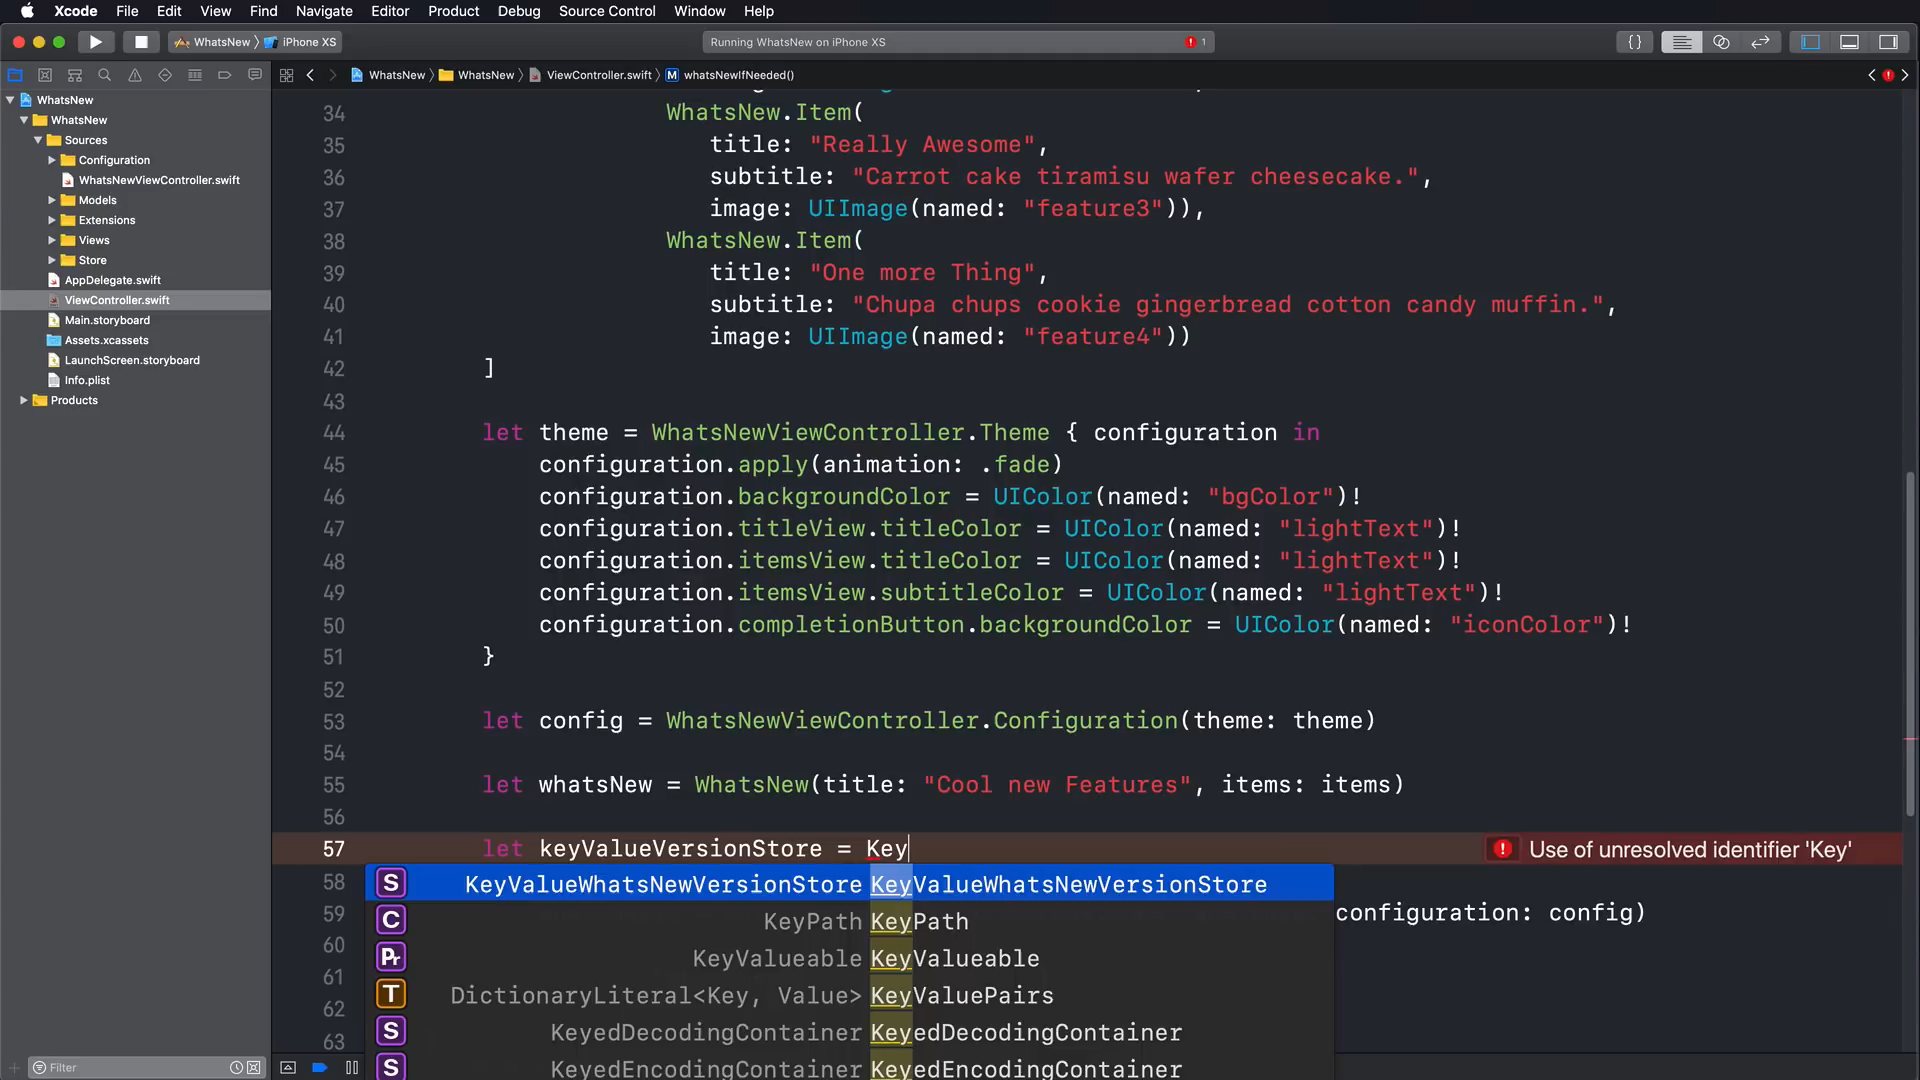 Xcode File Edit View Find Navigate Editor Product Debug Source Control Window Help
WhatsNew iPhone XS
Running WhatsNew on iPhone XS
1
WhatsNew WhatsNew ViewController.swift M whatsNewIfNeeded()
WhatsNew
WhatsNew
Sources
Configuration
WhatsNewViewController.swift
Models
Extensions
Views
Store
AppDelegate.swift
ViewController.swift
Main.storyboard
Assets.xcassets
LaunchScreen.storyboard
Info.plist
Products
Filter
34 WhatsNew.Item(
35 title: "Really Awesome",
36 subtitle: "Carrot cake tiramisu wafer cheesecake.",
37 image: UIImage(named: "feature3")),
38 WhatsNew.Item(
39 title: "One more Thing",
40 subtitle: "Chupa chups cookie gingerbread cotton candy muffin.",
41 image: UIImage(named: "feature4"))
42 ]
43
44 let theme = WhatsNewViewController.Theme { configuration in
45 configuration.apply(animation: .fade)
46 configuration.backgroundColor = UIColor(named: "bgColor")!
47 configuration.titleView.titleColor = UIColor(named: "lightText")!
48 configuration.itemsView.titleColor = UIColor(named: "lightText")!
49 configuration.itemsView.subtitleColor = UIColor(named: "lightText")!
50 configuration.completionButton.backgroundColor = UIColor(named: "iconColor")!
51 }
52
53 let config = WhatsNewViewController.Configuration(theme: theme)
54
55 let whatsNew = WhatsNew(title: "Cool new Features", items: items)
56
57 let keyValueVersionStore = Key Use of unresolved identifier 'Key'
58 S KeyValueWhatsNewVersionStore KeyValueWhatsNewVersionStore
59 C KeyPath KeyPath configuration: config)
60 Pr KeyValueable KeyValueable
61 T DictionaryLiteral<Key, Value> KeyValuePairs
62 S KeyedDecodingContainer KeyedDecodingContainer
63 S KeyedEncodingContainer KeyedEncodingContainer